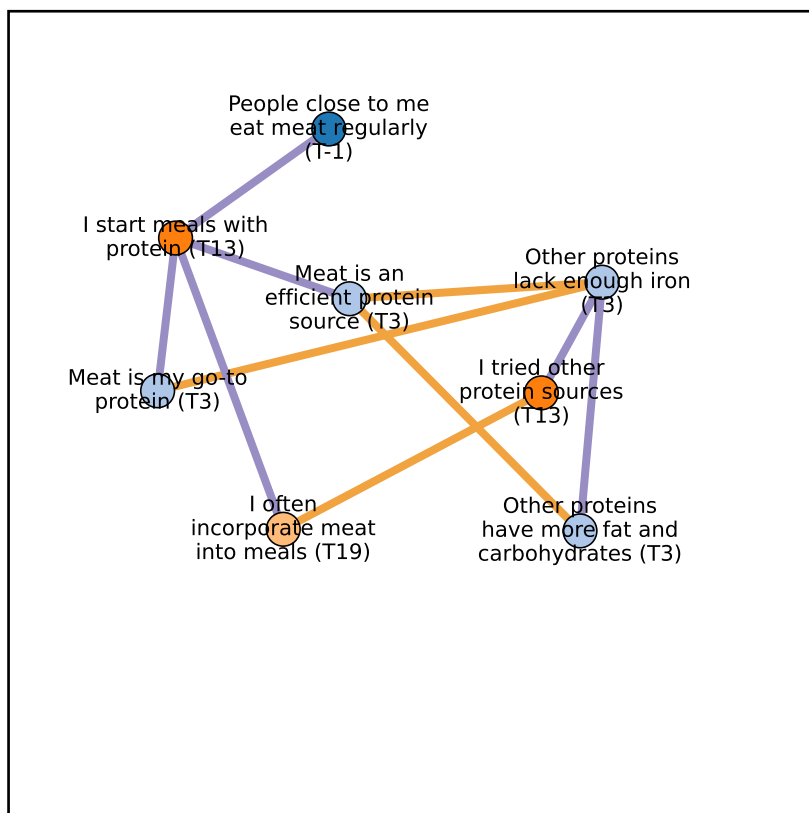 People close to me
eat meat regularly
(T-1)
I start meals with
protein (T13)
Meat is an
efficient protein
source (T3)
Other proteins
lack enough iron
(T3)
Meat is my go-to
protein (T3)
I tried other
protein sources
(T13)
I often
incorporate meat
into meals (T19)
Other proteins
have more fat and
carbohydrates (T3)